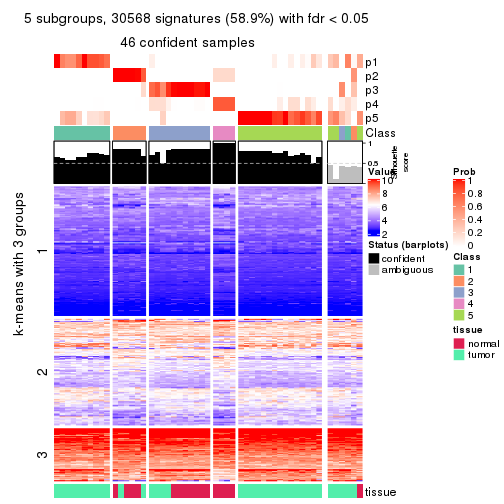 5 subgroups, 30568 signatures (58.9%) with fdr < 0.05
46 confident samples
p1
p2
p3
p4
p5
Class
1
0.5
silhouette
score
k-means with 3 groups
1
2
3
tissue
Value
10
8
6
4
2
Status (barplots)
confident
ambiguous
Prob
1
0.8
0.6
0.4
0.2
0
Class
1
2
3
4
5
tissue
normal
tumor